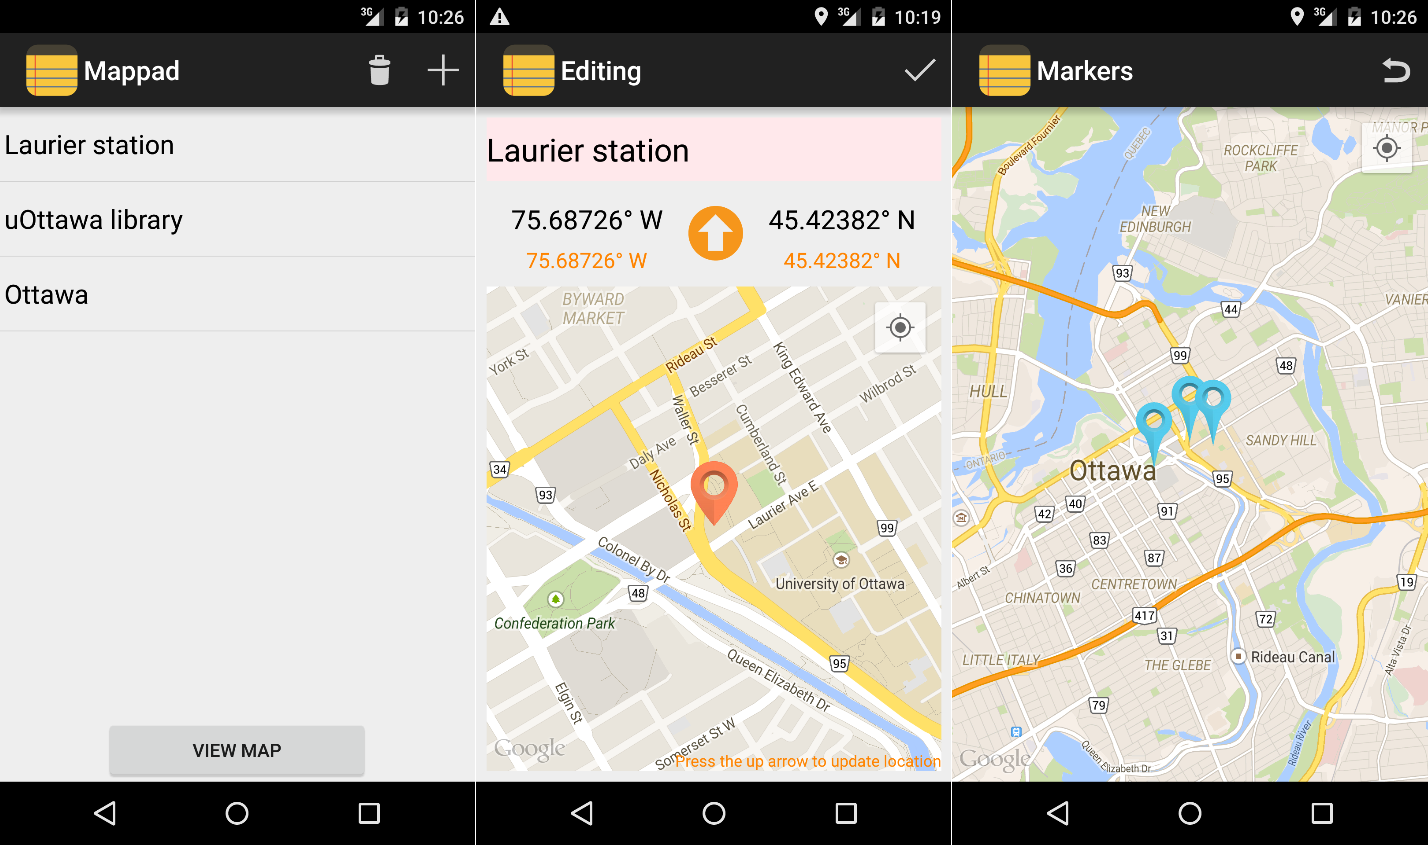 3G 10:26
Mappad
Laurier station
uOttawa library
Ottawa
VIEW MAP
3G 10:19
Editing
Laurier station
75.68726° W
45.42382° N
75.68726° W
45.42382° N
BYWARD
MARKET
York St
Rideau St
Besserer St
King Edward Ave
Wilbrod St
Waller St
Cumberland St
Daly Ave
34
93
Nicholas St
Laurier Ave E
99
Colonel By Dr
University of Ottawa
48
Confederation Park
95
Queen Elizabeth Dr
Elgin St
Somerset St W
Google
Press the up arrow to update location
3G 10:26
Markers
Boulevard Fournier
QUEBEC
MANOR P
ROCKCLIFFE
PARK
NEW
EDINBURGH
93
VANIER
44
99
48
HULL
SANDY HILL
ONTARIO
Ottawa
95
40
42
91
83
87
36
Albert St
CENTRETOWN
19
CHINATOWN
417
72
31
Alta Vista Dr
LITTLE ITALY
THE GLEBE
Rideau Canal
79
Rideau River
Google
Queen Elizabeth Dr